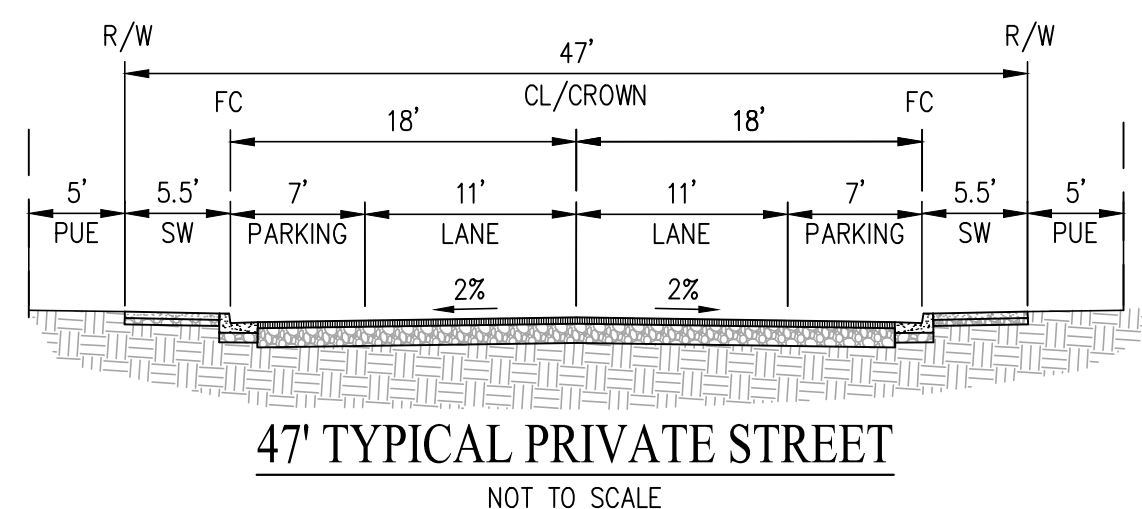 R/W R/W
47'
CL/CROWN
FC FC
18' 18'
5' 5.5' 7' 11' 11' 7' 5.5' 5'
PUE SW PARKING LANE LANE PARKING SW PUE
2% 2%
47' TYPICAL PRIVATE STREET
NOT TO SCALE